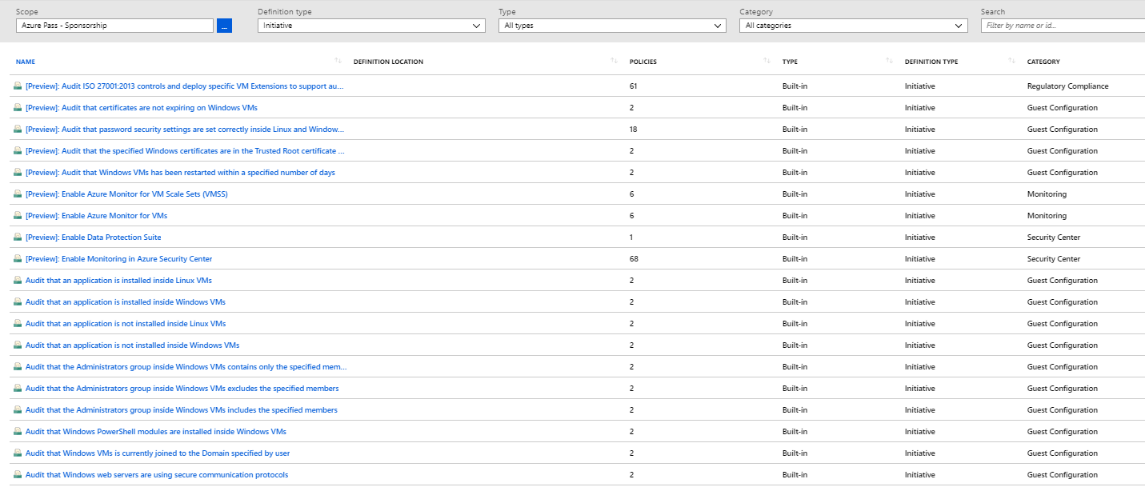 Scope Definition type Type Category Search
Azure Pass - Sponsorship ... Initiative All types All categories Filter by name or id...
NAME DEFINITION LOCATION POLICIES TYPE DEFINITION TYPE CATEGORY
[Preview]: Audit ISO 27001:2013 controls and deploy specific VM Extensions to support au... 61 Built-in Initiative Regulatory Compliance
[Preview]: Audit that certificates are not expiring on Windows VMs 2 Built-in Initiative Guest Configuration
[Preview]: Audit that password security settings are set correctly inside Linux and Window... 18 Built-in Initiative Guest Configuration
[Preview]: Audit that the specified Windows certificates are in the Trusted Root certificate ... 2 Built-in Initiative Guest Configuration
[Preview]: Audit that Windows VMs has been restarted within a specified number of days 2 Built-in Initiative Guest Configuration
[Preview]: Enable Azure Monitor for VM Scale Sets (VMSS) 6 Built-in Initiative Monitoring
[Preview]: Enable Azure Monitor for VMs 6 Built-in Initiative Monitoring
[Preview]: Enable Data Protection Suite 1 Built-in Initiative Security Center
[Preview]: Enable Monitoring in Azure Security Center 68 Built-in Initiative Security Center
Audit that an application is installed inside Linux VMs 2 Built-in Initiative Guest Configuration
Audit that an application is installed inside Windows VMs 2 Built-in Initiative Guest Configuration
Audit that an application is not installed inside Linux VMs 2 Built-in Initiative Guest Configuration
Audit that an application is not installed inside Windows VMs 2 Built-in Initiative Guest Configuration
Audit that the Administrators group inside Windows VMs contains only the specified mem... 2 Built-in Initiative Guest Configuration
Audit that the Administrators group inside Windows VMs excludes the specified members 2 Built-in Initiative Guest Configuration
Audit that the Administrators group inside Windows VMs includes the specified members 2 Built-in Initiative Guest Configuration
Audit that Windows PowerShell modules are installed inside Windows VMs 2 Built-in Initiative Guest Configuration
Audit that Windows VMs is currently joined to the Domain specified by user 2 Built-in Initiative Guest Configuration
Audit that Windows web servers are using secure communication protocols 2 Built-in Initiative Guest Configuration